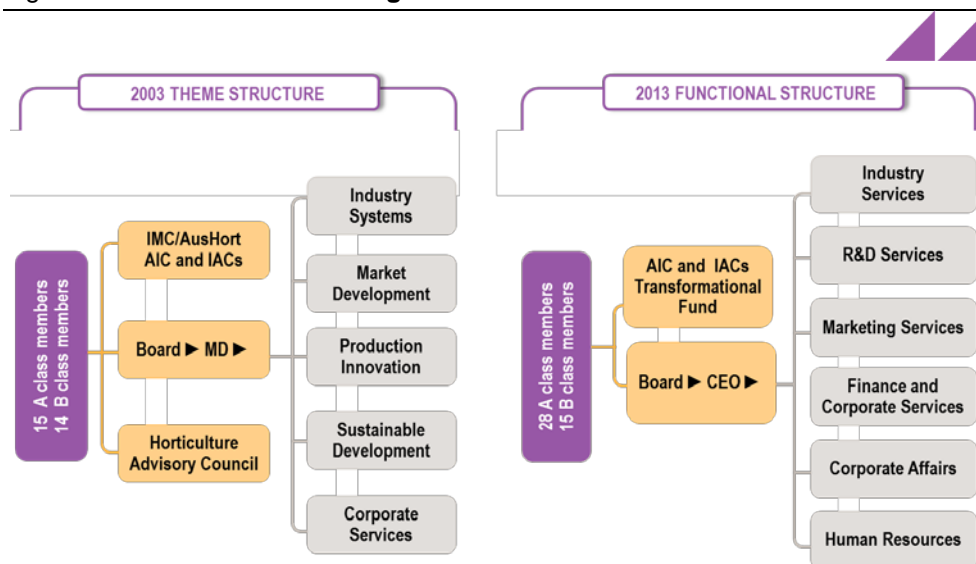 2003 THEME STRUCTURE
15 A class members
14 B class members
IMC/AusHort
AIC and IACs
Board ► MD ►
Horticulture
Advisory Council
Industry
Systems
Market
Development
Production
Innovation
Sustainable
Development
Corporate
Services
2013 FUNCTIONAL STRUCTURE
28 A class members
15 B class members
AIC and IACs
Transformational
Fund
Board ► CEO ►
Industry
Services
R&D Services
Marketing Services
Finance and
Corporate Services
Corporate Affairs
Human Resources